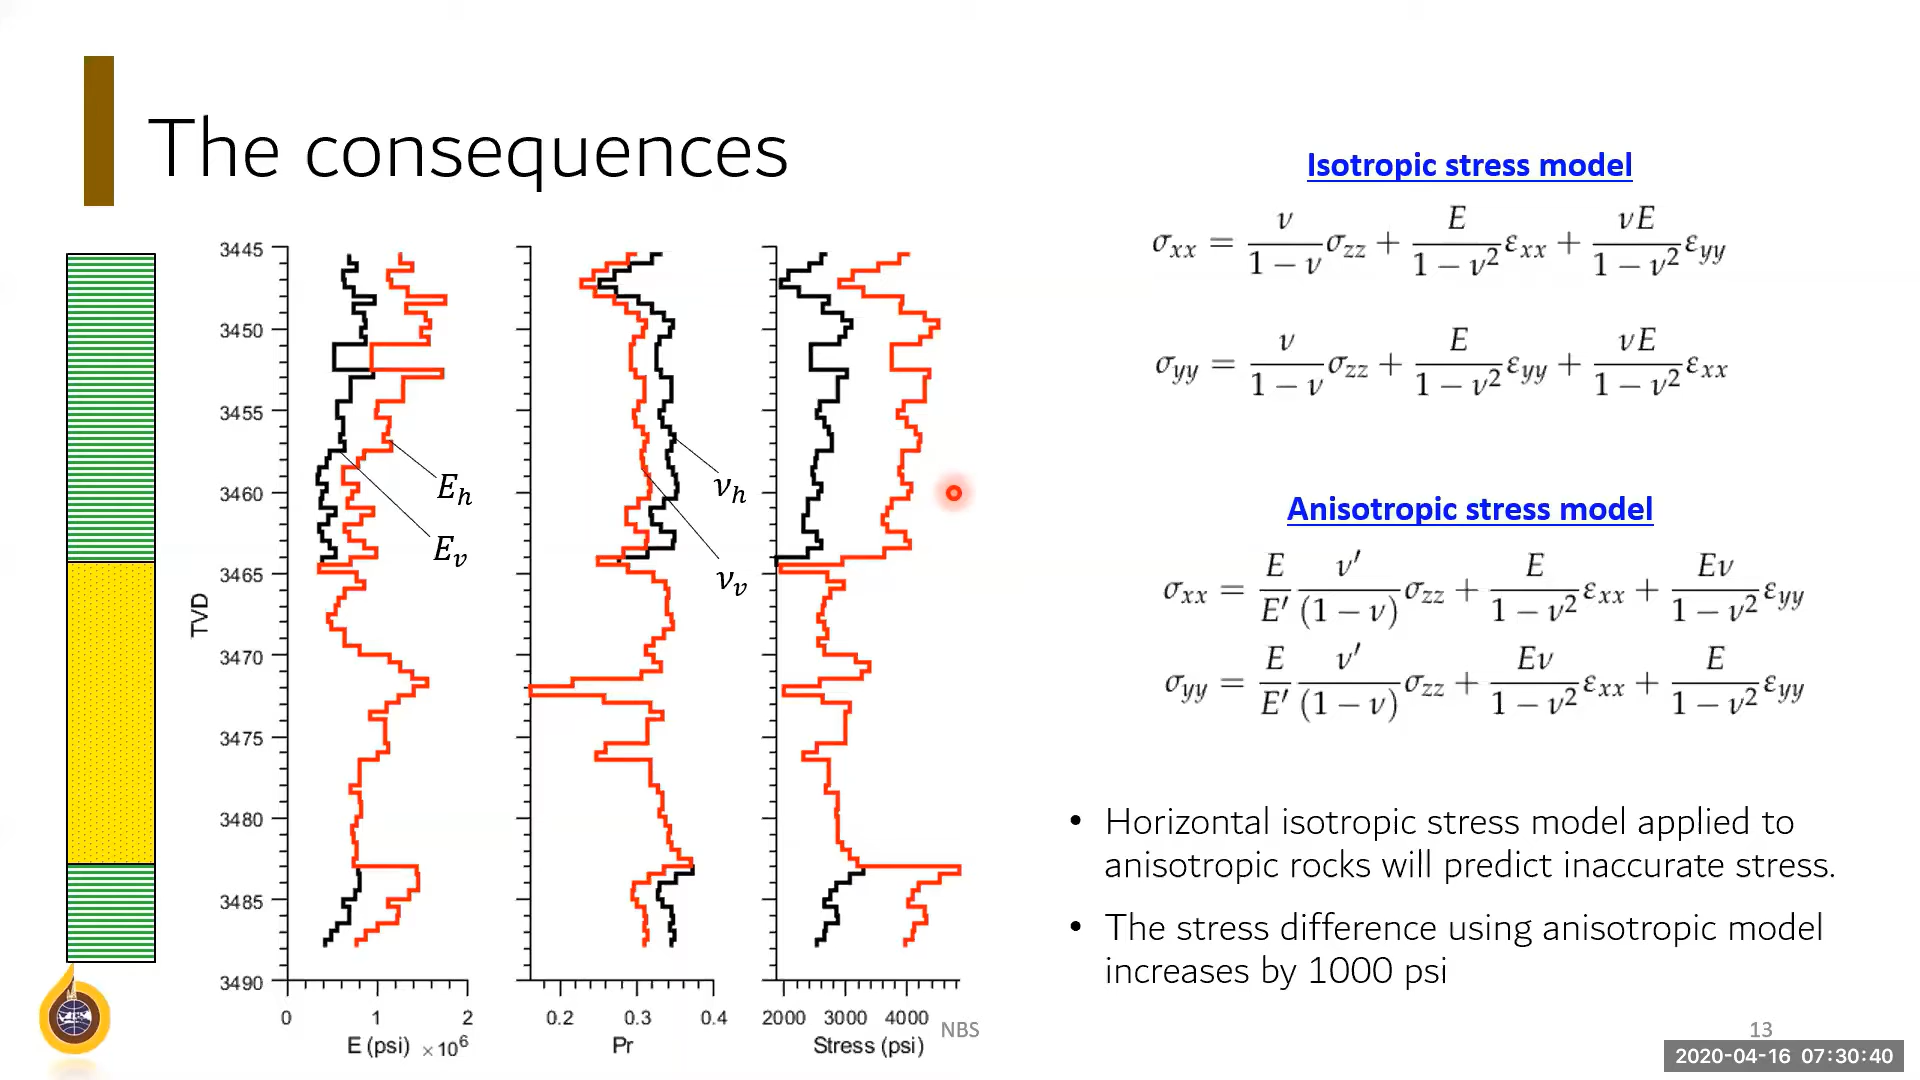 The consequences
Isotropic stress model
σ_xx = ν/(1 − ν) σ_zz + E/(1 − ν²) ε_xx + νE/(1 − ν²) ε_yy
σ_yy = ν/(1 − ν) σ_zz + E/(1 − ν²) ε_yy + νE/(1 − ν²) ε_xx
Anisotropic stress model
σ_xx = E/E′ ν′/(1 − ν) σ_zz + E/(1 − ν²) ε_xx + Eν/(1 − ν²) ε_yy
σ_yy = E/E′ ν′/(1 − ν) σ_zz + Eν/(1 − ν²) ε_xx + E/(1 − ν²) ε_yy
• Horizontal isotropic stress model applied to
anisotropic rocks will predict inaccurate stress.
• The stress difference using anisotropic model
increases by 1000 psi
TVD
3445
3450
3455
3460
3465
3470
3475
3480
3485
3490
E_h
E_v
ν_h
ν_v
0 1 2
E (psi) ×10⁶
0.2 0.3 0.4
Pr
2000 3000 4000
Stress (psi)
NBS
13
2020-04-16 07:30:40